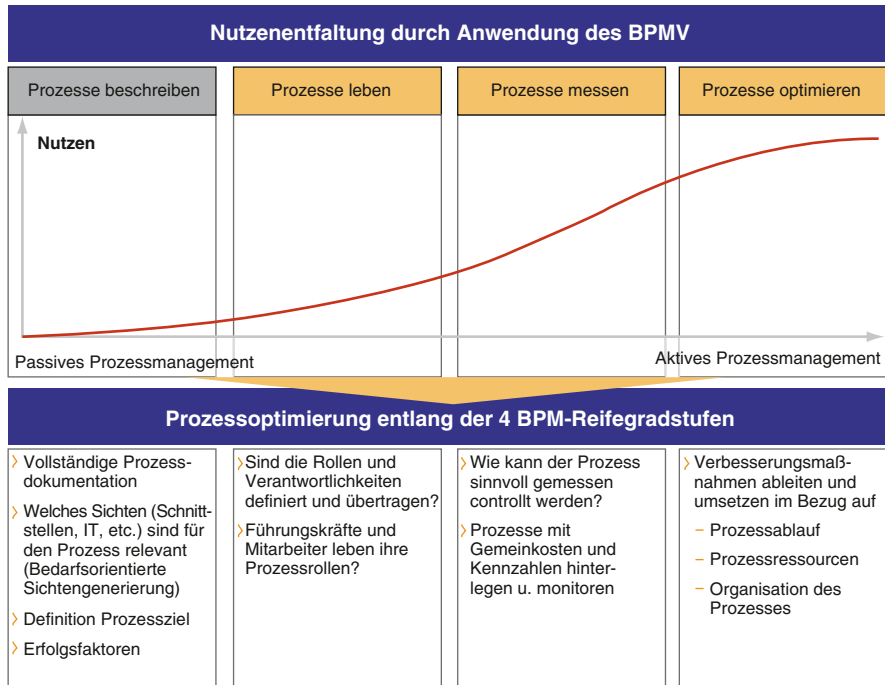 Nutzenentfaltung durch Anwendung des BPMV
Prozesse beschreiben
Prozesse leben
Prozesse messen
Prozesse optimieren
Nutzen
Passives Prozessmanagement
Aktives Prozessmanagement
Prozessoptimierung entlang der 4 BPM-Reifegradstufen
Vollständige Prozess-
dokumentation
Welches Sichten (Schnitt-
stellen, IT, etc.) sind für
den Prozess relevant
(Bedarfsorientierte
Sichtengenerierung)
Definition Prozessziel
Erfolgsfaktoren
Sind die Rollen und
Verantwortlichkeiten
definiert und übertragen?
Führungskräfte und
Mitarbeiter leben ihre
Prozessrollen?
Wie kann der Prozess
sinnvoll gemessen
controllt werden?
Prozesse mit
Gemeinkosten und
Kennzahlen hinter-
legen u. monitoren
Verbesserungsmaß-
nahmen ableiten und
umsetzen im Bezug auf
– Prozessablauf
– Prozessressourcen
– Organisation des
Prozesses